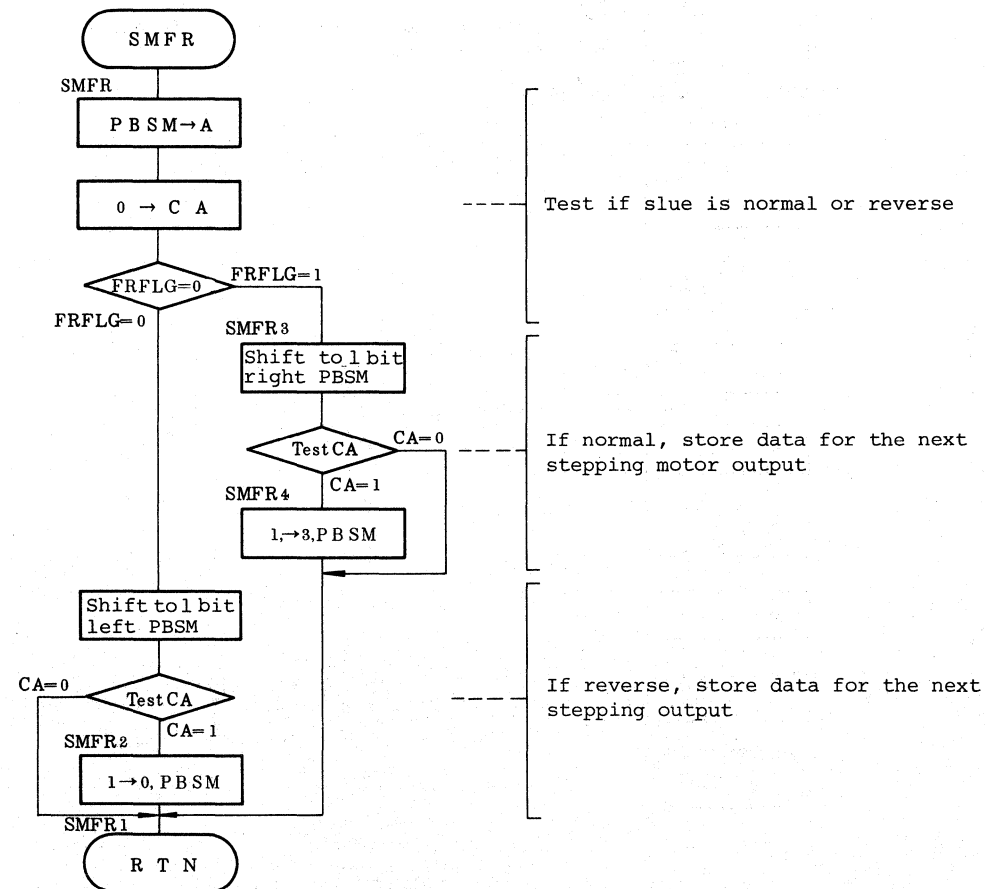 SMFR
SMFR
PBSM→A
0 → CA
Test if slue is normal or reverse
FRFLG=0
FRFLG=1
FRFLG=0
SMFR3
Shift to 1 bit
right PBSM
Test CA
CA=0
CA=1
If normal, store data for the next
stepping motor output
SMFR4
1,→3,PBSM
Shift to 1 bit
left PBSM
CA=0
Test CA
CA=1
If reverse, store data for the next
stepping output
SMFR2
1→0, PBSM
SMFR1
RTN